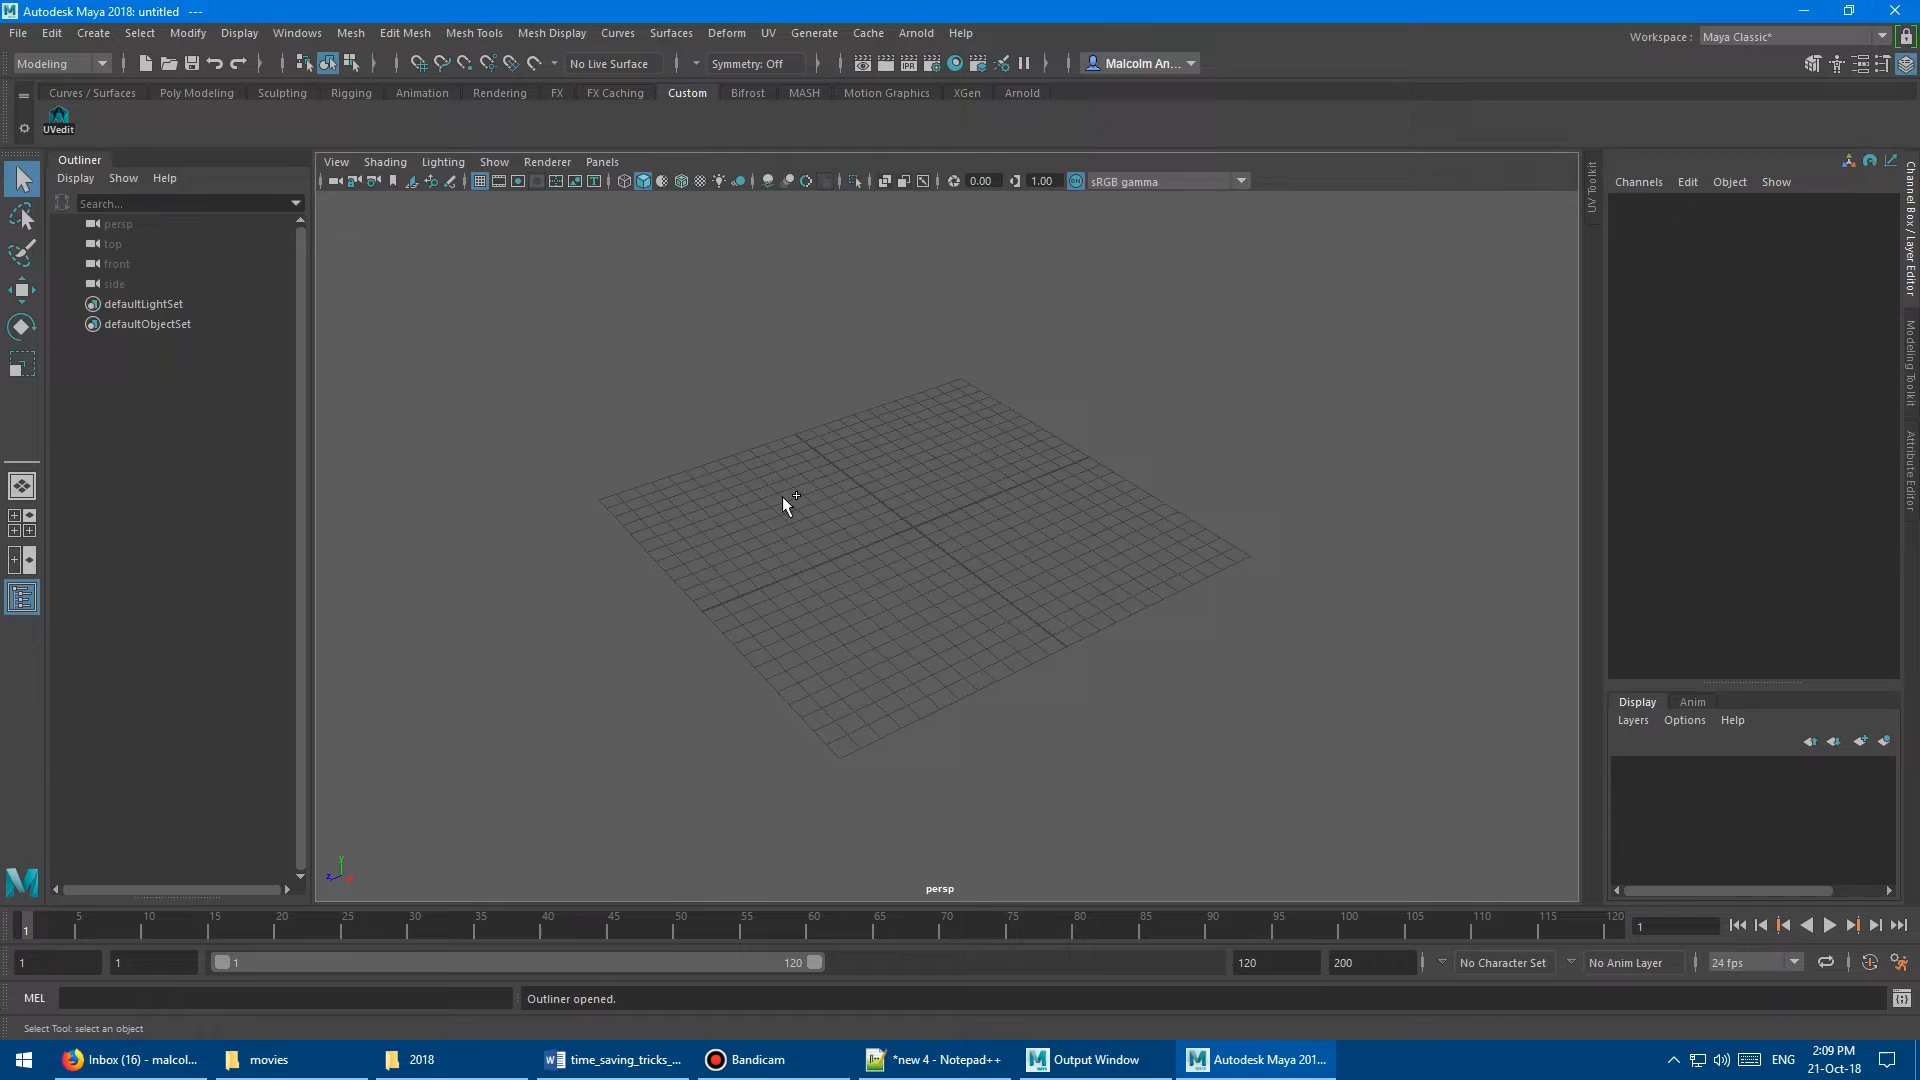 Autodesk Maya 2018: untitled   ---
File Edit Create Select Modify Display Windows Mesh Edit Mesh Mesh Tools Mesh Display Curves Surfaces Deform UV Generate Cache Arnold Help
Workspace : Maya Classic*
Modeling No Live Surface Symmetry: Off IPR Malcolm An...
Curves / Surfaces Poly Modeling Sculpting Rigging Animation Rendering FX FX Caching Custom Bifrost MASH Motion Graphics XGen Arnold
UVedit
Outliner
Display Show Help
Search...
persp
top
front
side
defaultLightSet
defaultObjectSet
View Shading Lighting Show Renderer Panels
0.00 1.00 ON sRGB gamma
y
z
x
persp
UV Toolkit
Channels Edit Object Show
Channel Box / Layer Editor
Modeling Toolkit
Attribute Editor
Display Anim
Layers Options Help
5 10 15 20 25 30 35 40 45 50 55 60 65 70 75 80 85 90 95 100 105 110 115 120
1
1
1 1 1 120 120 200 No Character Set No Anim Layer 24 fps
MEL Outliner opened.
Select Tool: select an object
Inbox (16) - malcol... movies 2018 time_saving_tricks_... Bandicam *new 4 - Notepad++ Output Window Autodesk Maya 201... ENG
2:09 PM
21-Oct-18